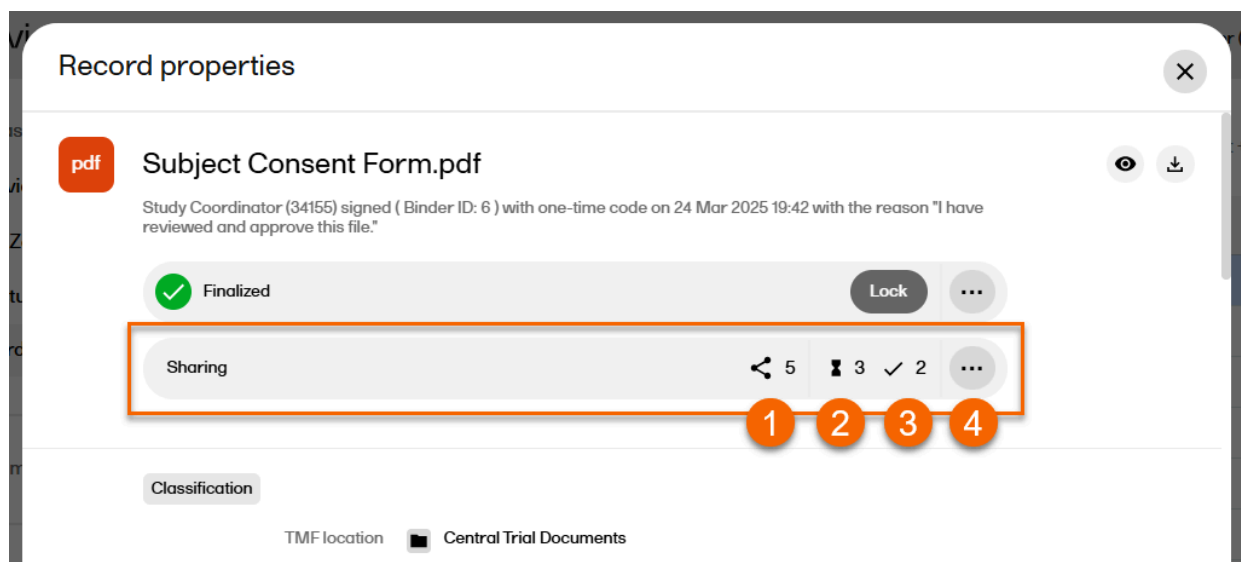 Record properties
pdf
Subject Consent Form.pdf
Study Coordinator (34155) signed ( Binder ID: 6 ) with one-time code on 24 Mar 2025 19:42 with the reason "I have
reviewed and approve this file."
Finalized
Lock
Sharing
5
3
2
1
2
3
4
Classification
TMF location
Central Trial Documents